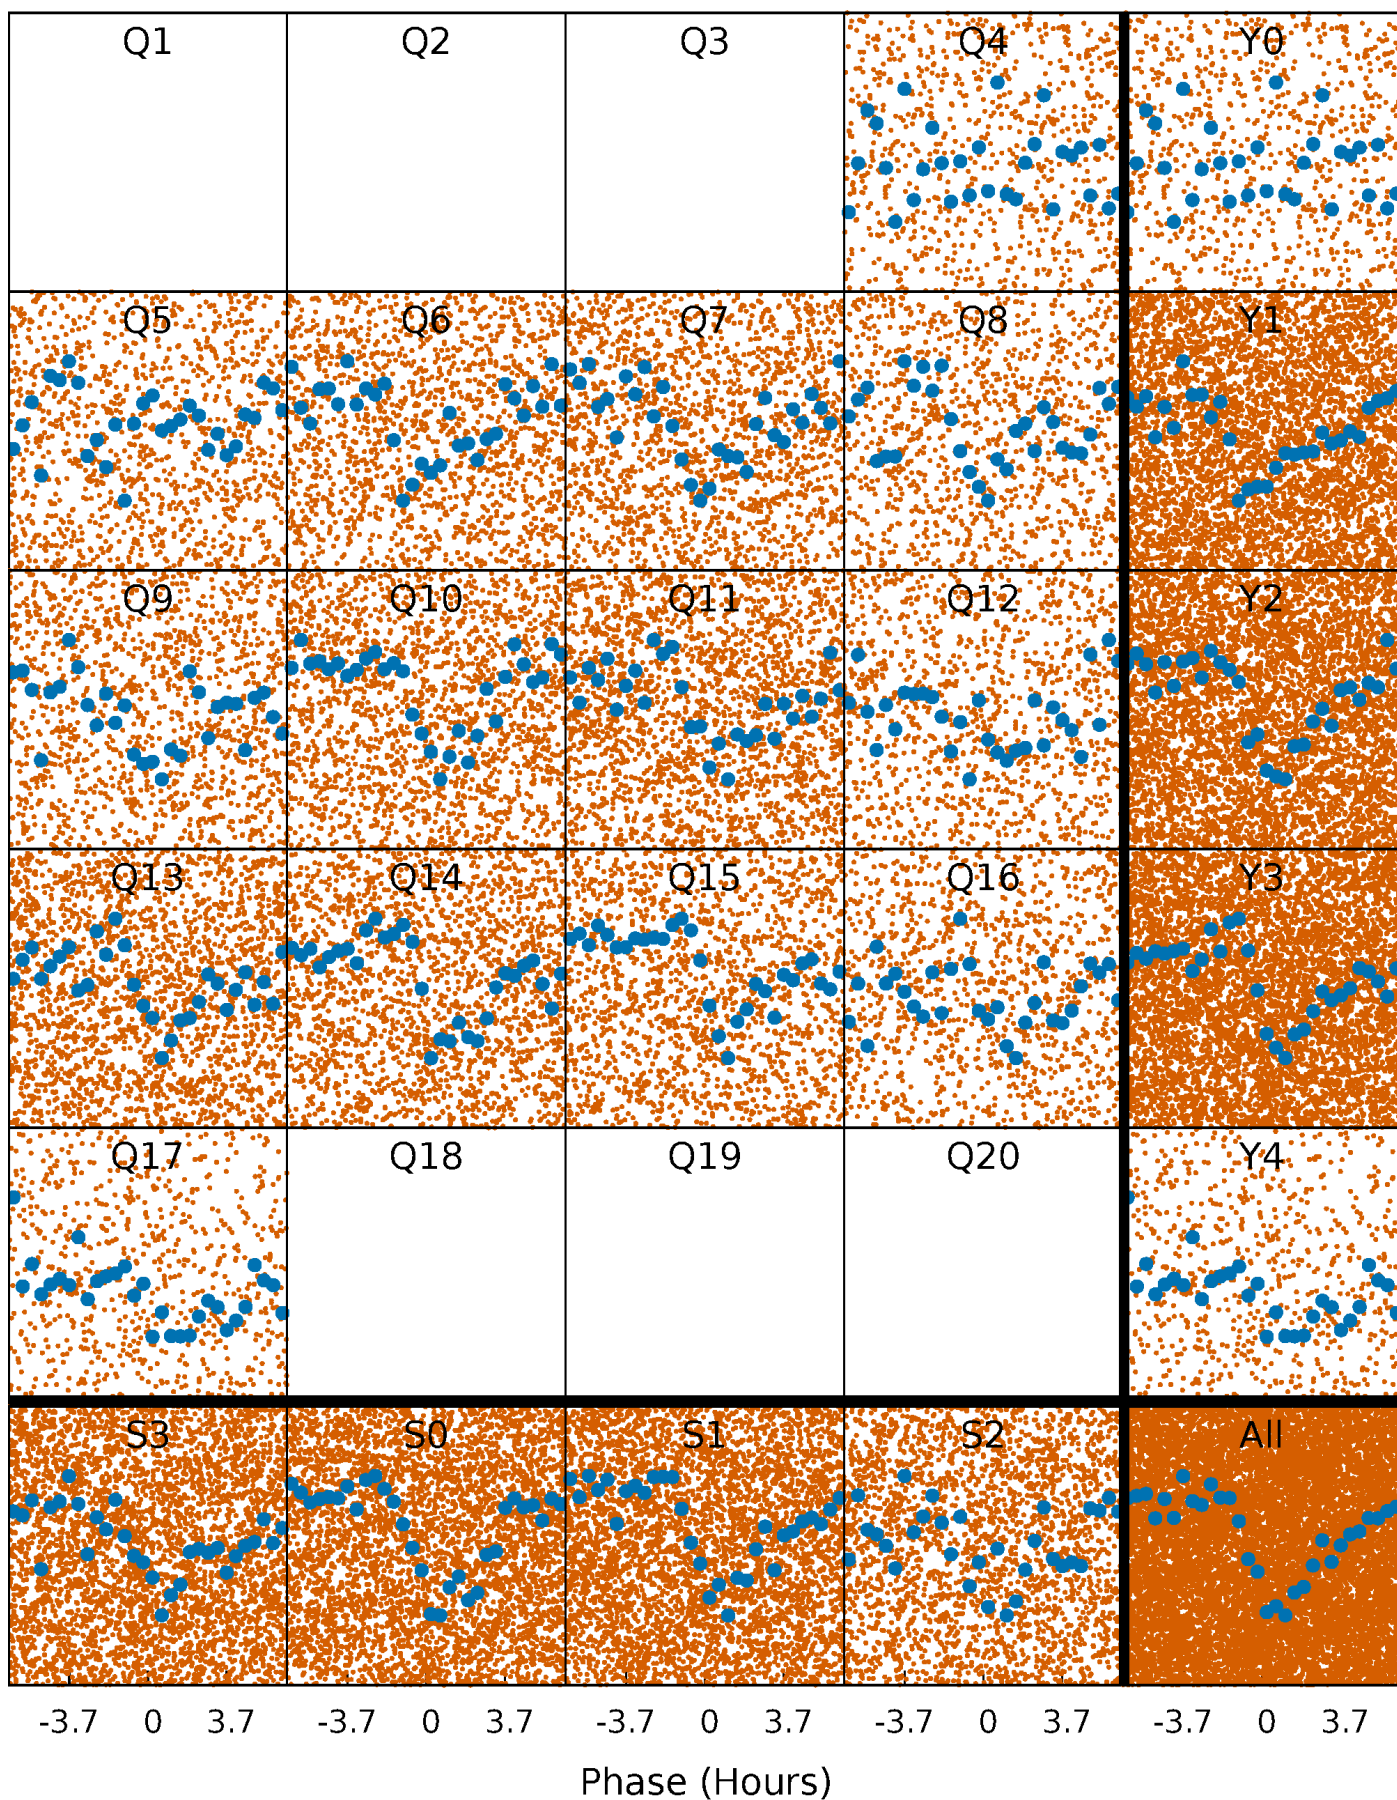 Q1 Q2 Q3 Q4 Y0
Q5 Q6 Q7 Q8 Y1
Q9 Q10 Q11 Q12 Y2
Q13 Q14 Q15 Q16 Y3
Q17 Q18 Q19 Q20 Y4
S3 S0 S1 S2 All
-3.7 0 3.7 -3.7 0 3.7 -3.7 0 3.7 -3.7 0 3.7 -3.7 0 3.7
Phase (Hours)